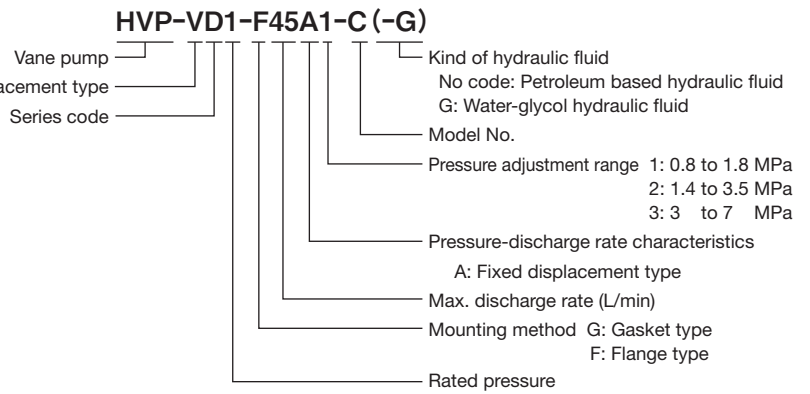 HVP-VD1-F45A1-C(-G)
Vane pump
acement type
Series code
Kind of hydraulic fluid
No code: Petroleum based hydraulic fluid
G: Water-glycol hydraulic fluid
Model No.
Pressure adjustment range 1: 0.8 to 1.8 MPa
2: 1.4 to 3.5 MPa
3: 3 to 7 MPa
Pressure-discharge rate characteristics
A: Fixed displacement type
Max. discharge rate (L/min)
Mounting method G: Gasket type
F: Flange type
Rated pressure